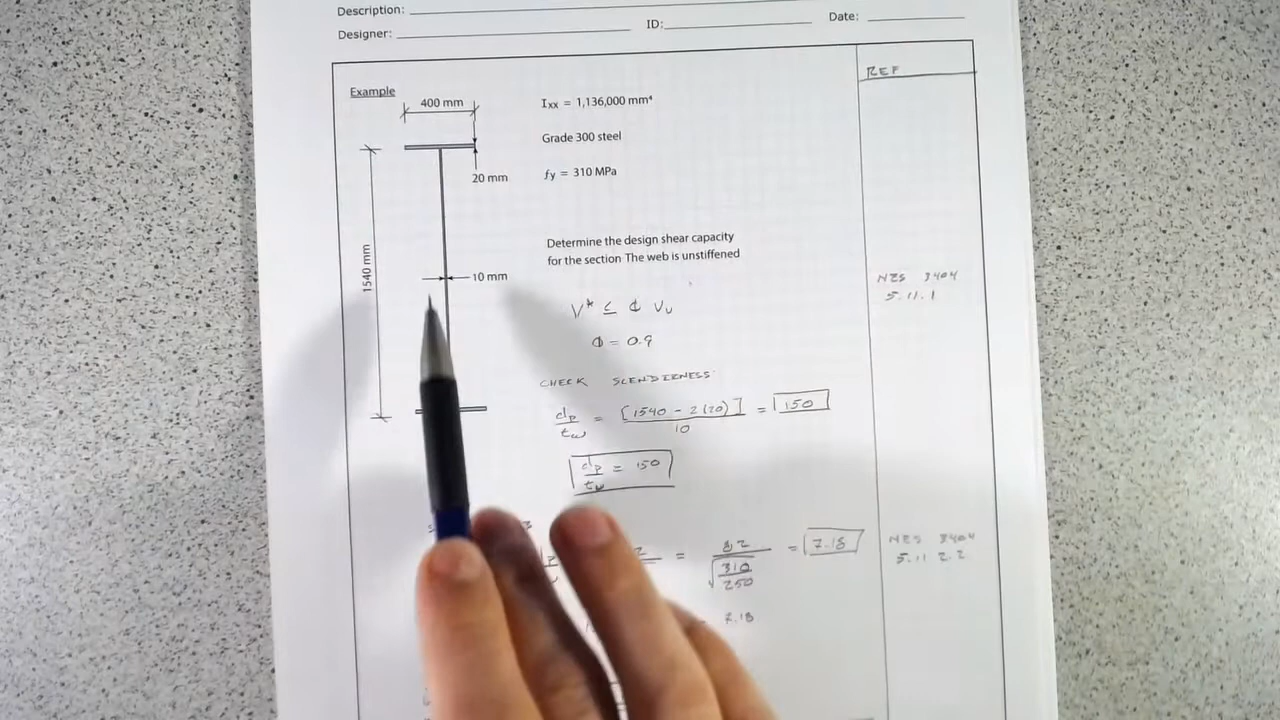 Description:
Designer: ID: Date:
REF
Example
400 mm
Ixx = 1,136,000 mm⁴
Grade 300 steel
20 mm
fy = 310 MPa
1540 mm
Determine the design shear capacity
for the section The web is unstiffened
10 mm
NZS 3404
5.11.1
V* ≤ Φ Vu
Φ = 0.9
CHECK SLENDERNESS
dp/tw = [1540 - 2(20)]/10 = 150
dp/tw = 150
= 82/√(310/250) = 7.18
NZS 3404
5.11 2.2
7.18